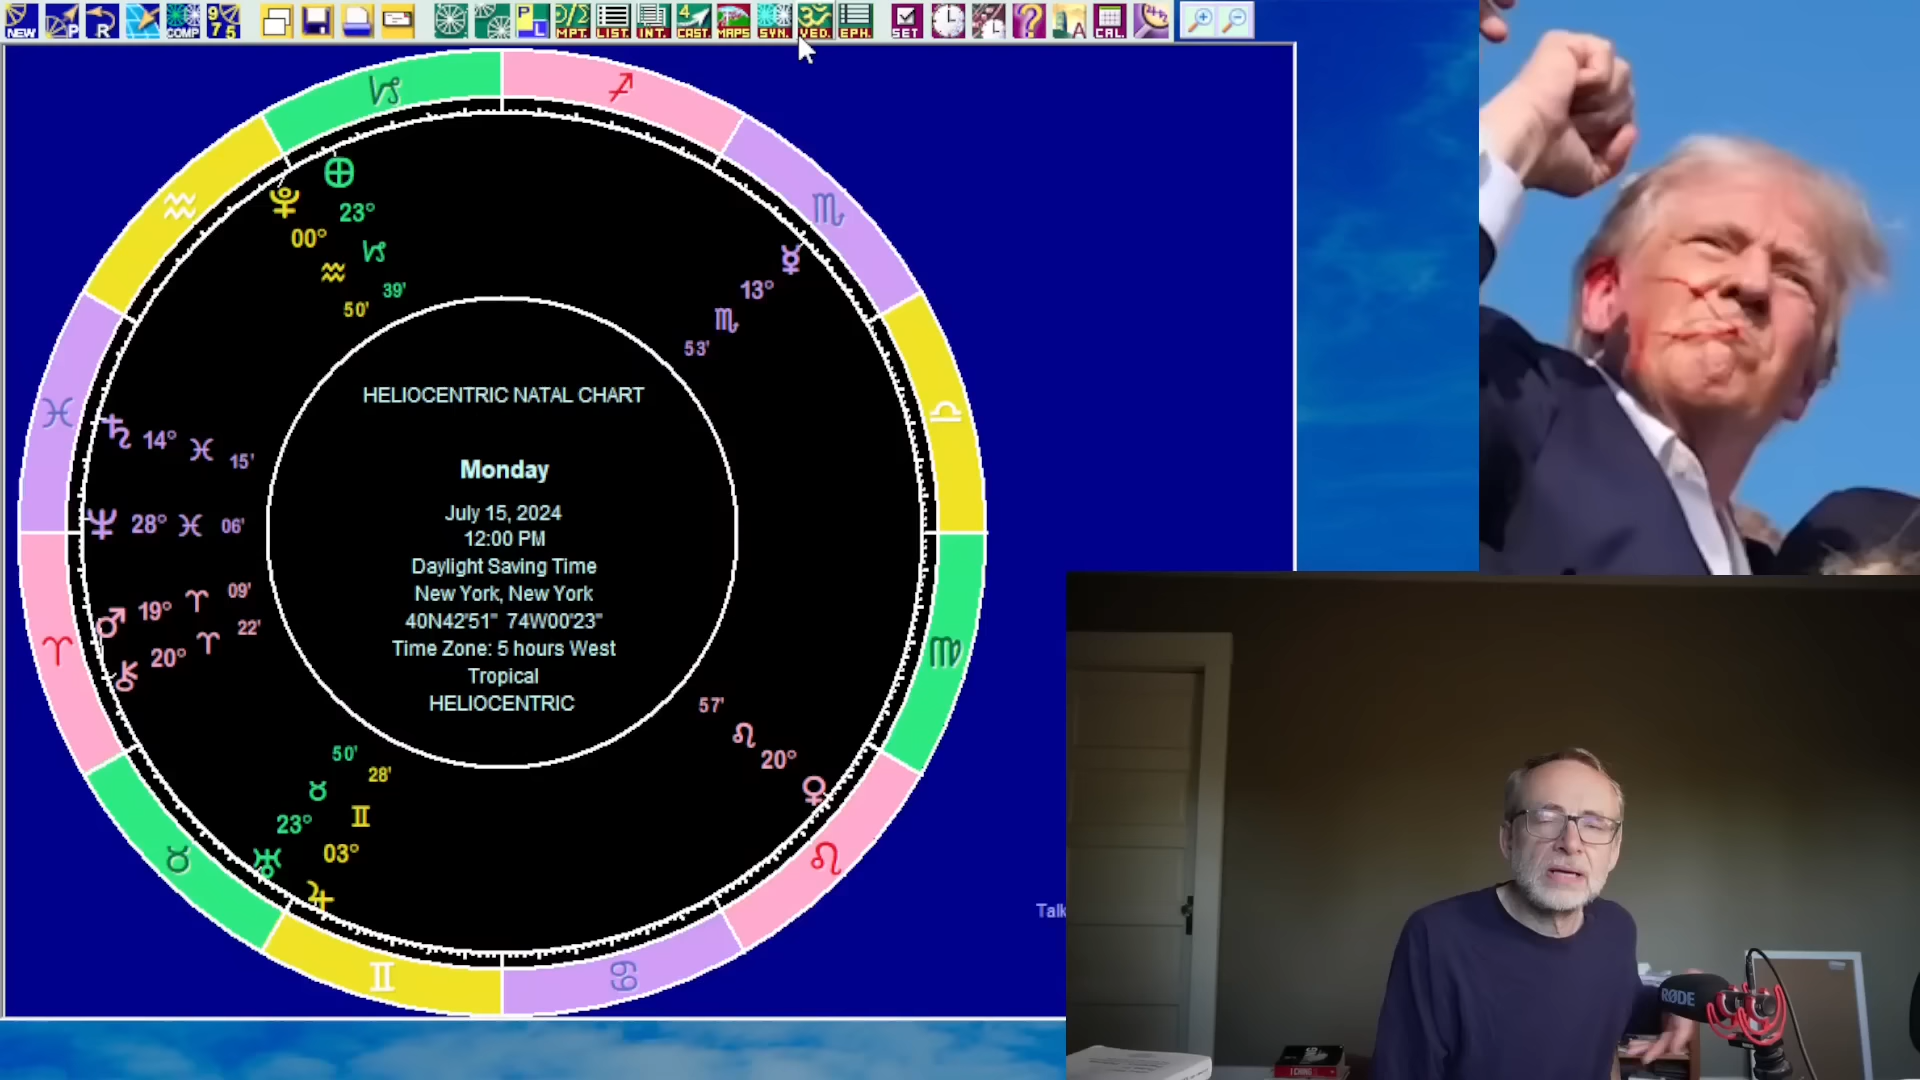 NEW P R COMP 97 75 P L MPT. LIST. INT. CAST. MAPS SYN. VED. EPH. SET A CAL.
23°
00°
39'
50'
13°
53'
14° 15'
28° 06'
19° 09'
20° 22'
HELIOCENTRIC NATAL CHART
Monday
July 15, 2024
12:00 PM
Daylight Saving Time
New York, New York
40N42'51" 74W00'23"
Time Zone: 5 hours West
Tropical
HELIOCENTRIC
57'
20°
50'
28'
23°
03°
Talk
RØDE